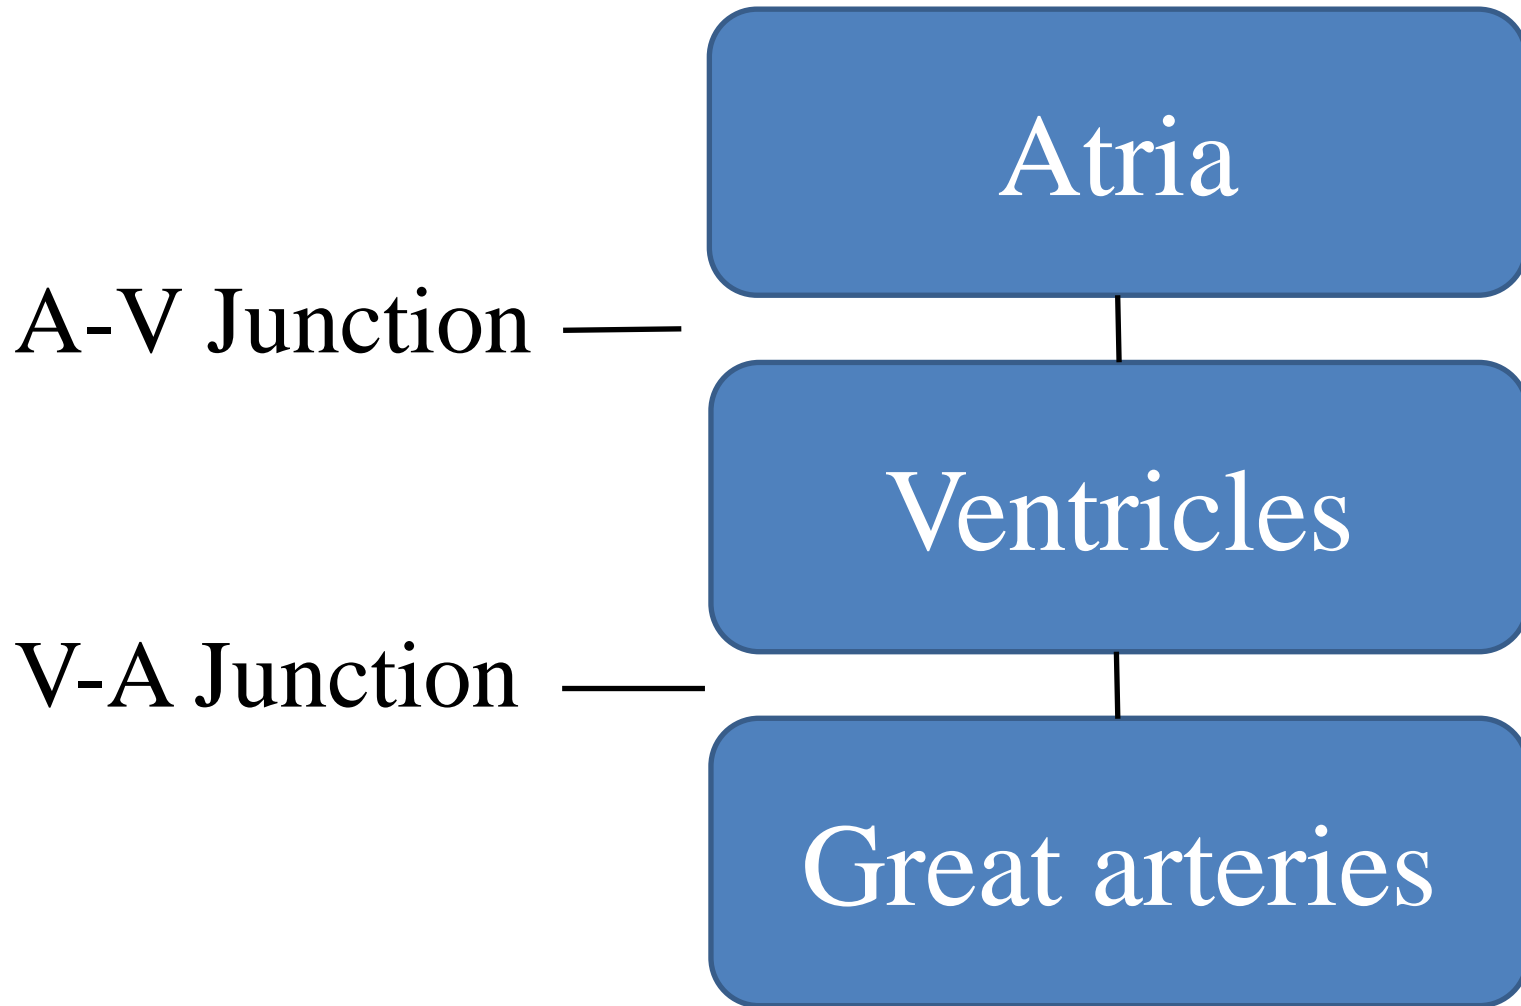 Atria
A-V Junction
Ventricles
V-A Junction
Great arteries